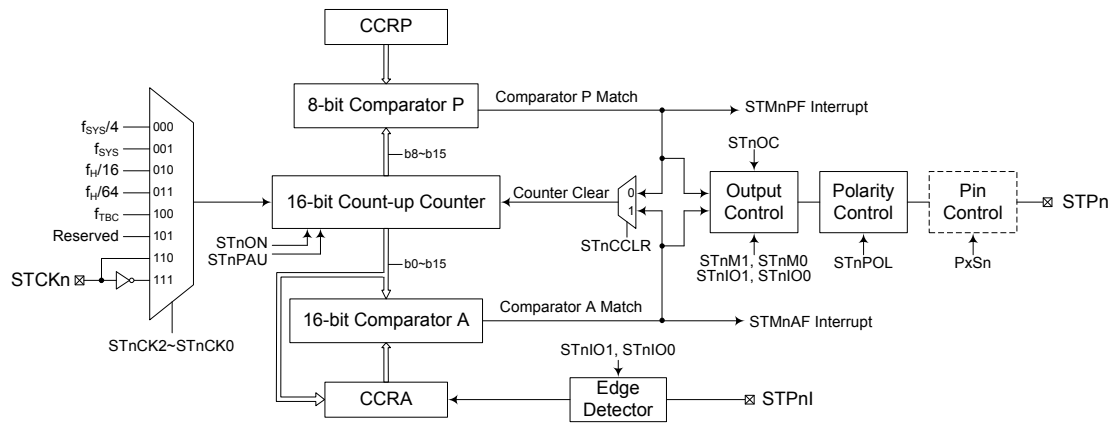 CCRP
8-bit Comparator P
Comparator P Match
STMnPF Interrupt
b8~b15
fSYS/4 000
fSYS 001
fH/16 010
fH/64 011
fTBC 100
Reserved 101
110
111
STCKn
STnCK2~STnCK0
16-bit Count-up Counter
STnON
STnPAU
Counter Clear
0
1
STnCCLR
STnOC
Output Control
STnM1, STnM0
STnIO1, STnIO0
Polarity Control
STnPOL
Pin Control
PxSn
STPn
b0~b15
16-bit Comparator A
Comparator A Match
STMnAF Interrupt
STnIO1, STnIO0
CCRA
Edge Detector
STPnI